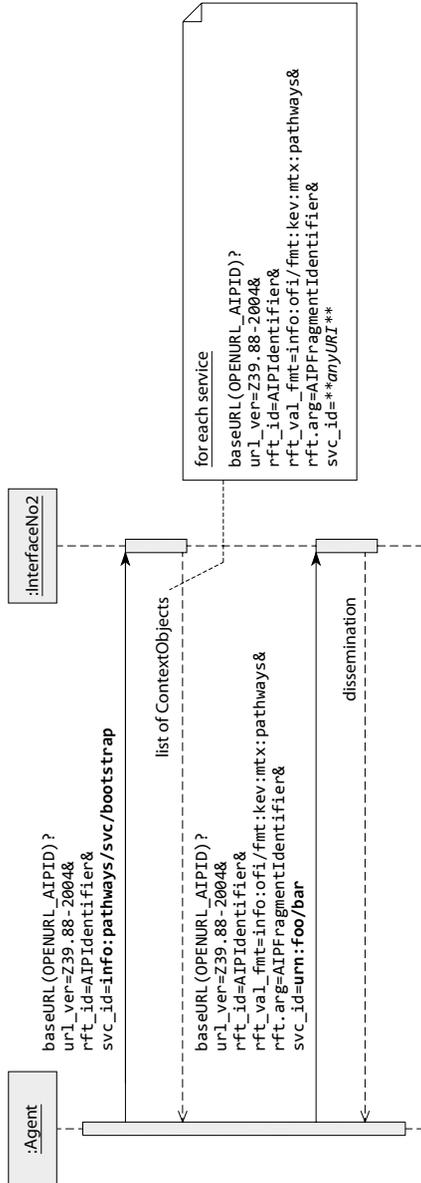 :Agent
:InterfaceNo2
baseURL(OPENURL_AIPID)?
url_ver=Z39.88-2004&
rft_id=AIPIdentifier&
svc_id=info:pathways/svc/bootstrap
list of ContextObjects
baseURL(OPENURL_AIPID)?
url_ver=Z39.88-2004&
rft_id=AIPIdentifier&
rft_val_fmt=info:ofi/fmt:kev:mtx:pathways&
rft.arg=AIPFragmentIdentifier&
svc_id=urn:foo/bar
dissemination
foreach service
baseURL(OPENURL_AIPID)?
url_ver=Z39.88-2004&
rft_id=AIPIdentifier&
rft_val_fmt=info:ofi/fmt:kev:mtx:pathways&
rft.arg=AIPFragmentIdentifier&
svc_id=**anyURI**